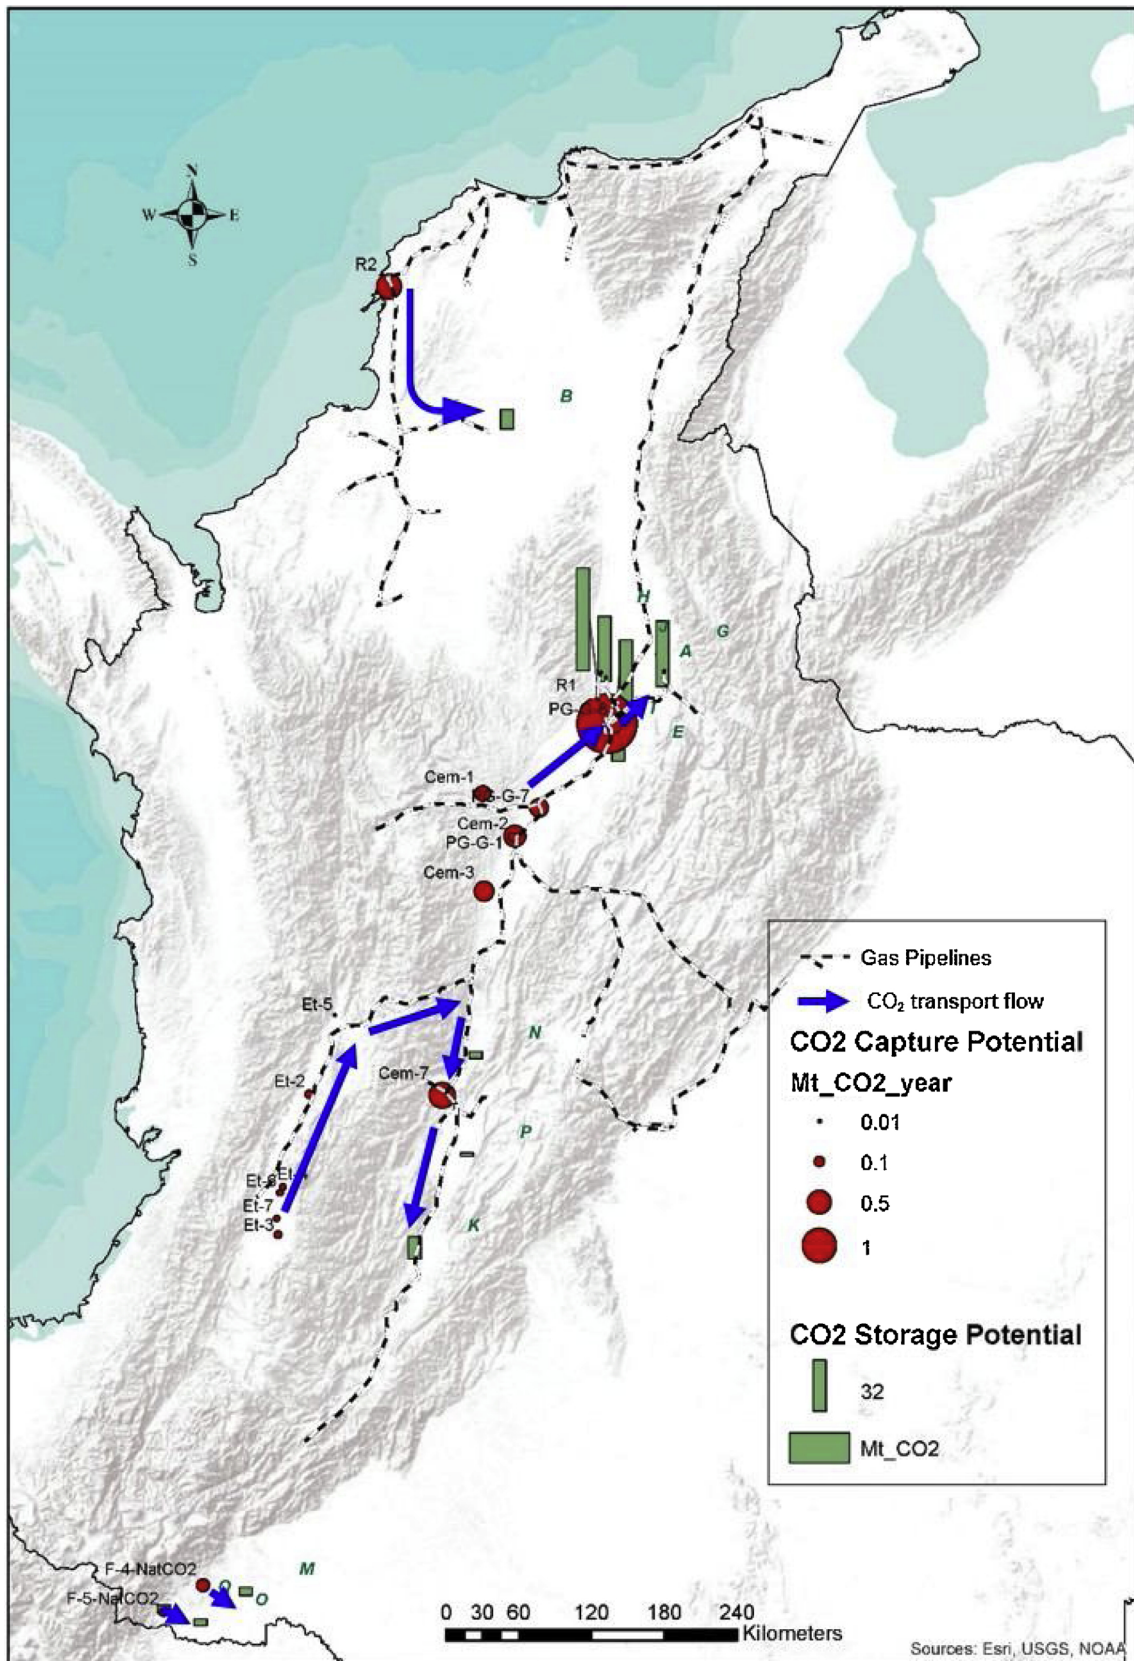 N
W E
S
R2
B
H
J
G
A
R1
PG-
I
E
Cem-1
G-7
Cem-2
PG-G-1
Cem-3
Gas Pipelines
CO₂ transport flow
CO2 Capture Potential
Mt_CO2_year
0.01
0.1
0.5
1
CO2 Storage Potential
32
Mt_CO2
Et-5
N
Cem-7
Et-2
P
Et-
Et-7
Et-3
K
F-4-NatCO2
M
F-5-NatCO2
O
0 30 60 120 180 240
Kilometers
Sources: Esri, USGS, NOAA